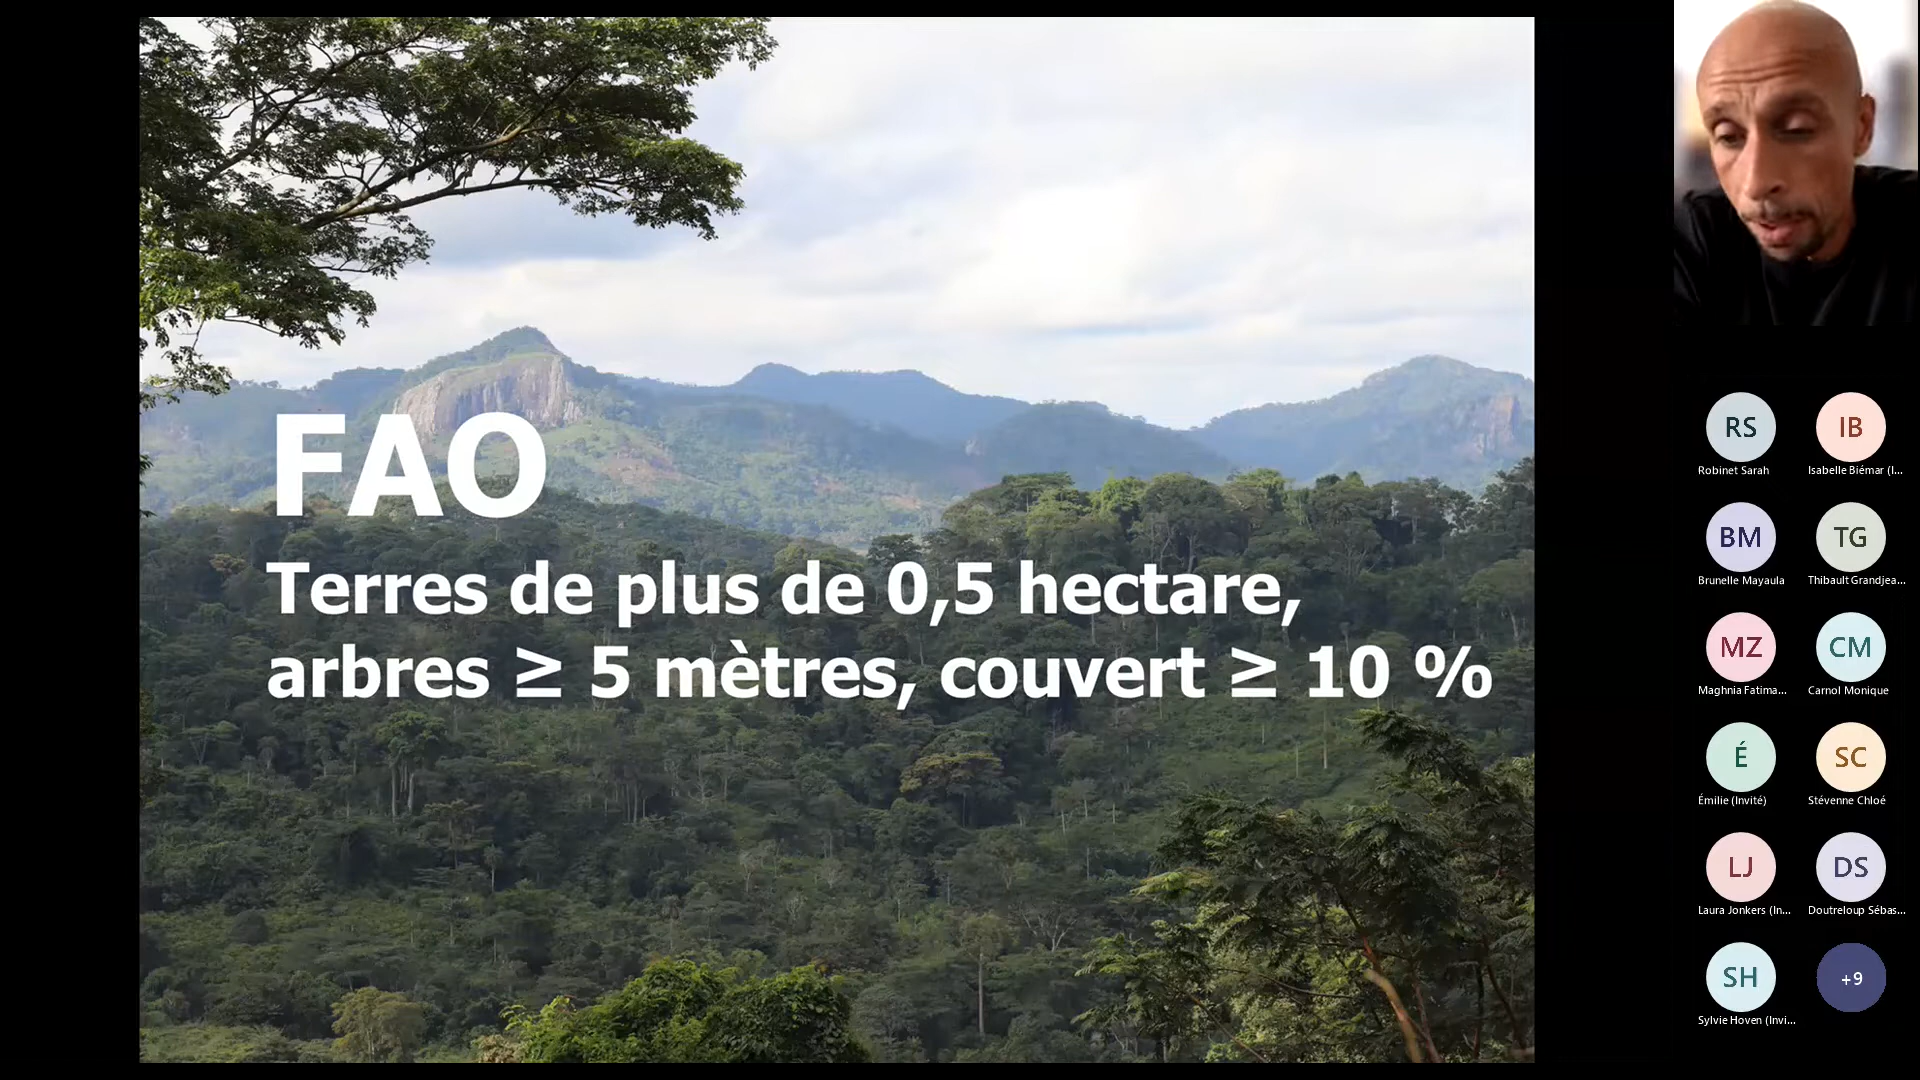 FAO
Terres de plus de 0,5 hectare,
arbres ≥ 5 mètres, couvert ≥ 10 %
RS
IB
Robinet Sarah
Isabelle Biémar (I...
BM
TG
Brunelle Mayaula
Thibault Grandjea...
MZ
CM
Maghnia Fatima...
Carnol Monique
É
SC
Émilie (Invité)
Stévenne Chloé
LJ
DS
Laura Jonkers (In...
Doutreloup Sébas...
SH
+9
Sylvie Hoven (Invi...